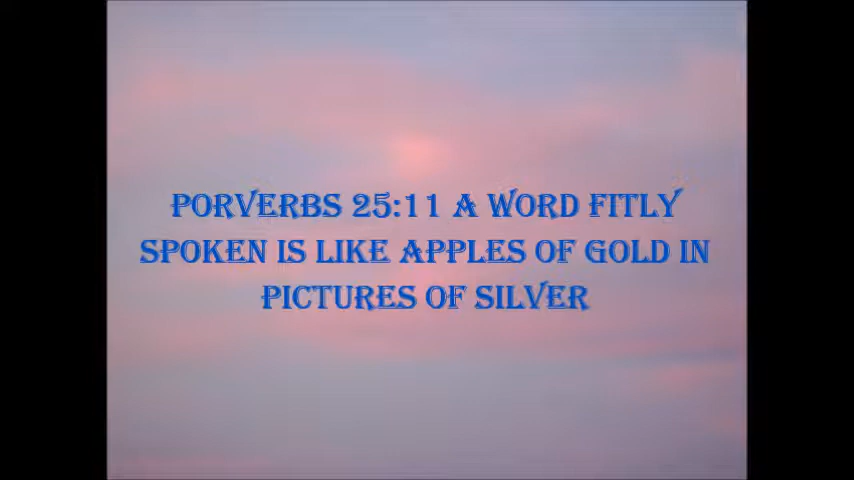 PORVERBS 25:11 A WORD FITLY
SPOKEN IS LIKE APPLES OF GOLD IN
PICTURES OF SILVER